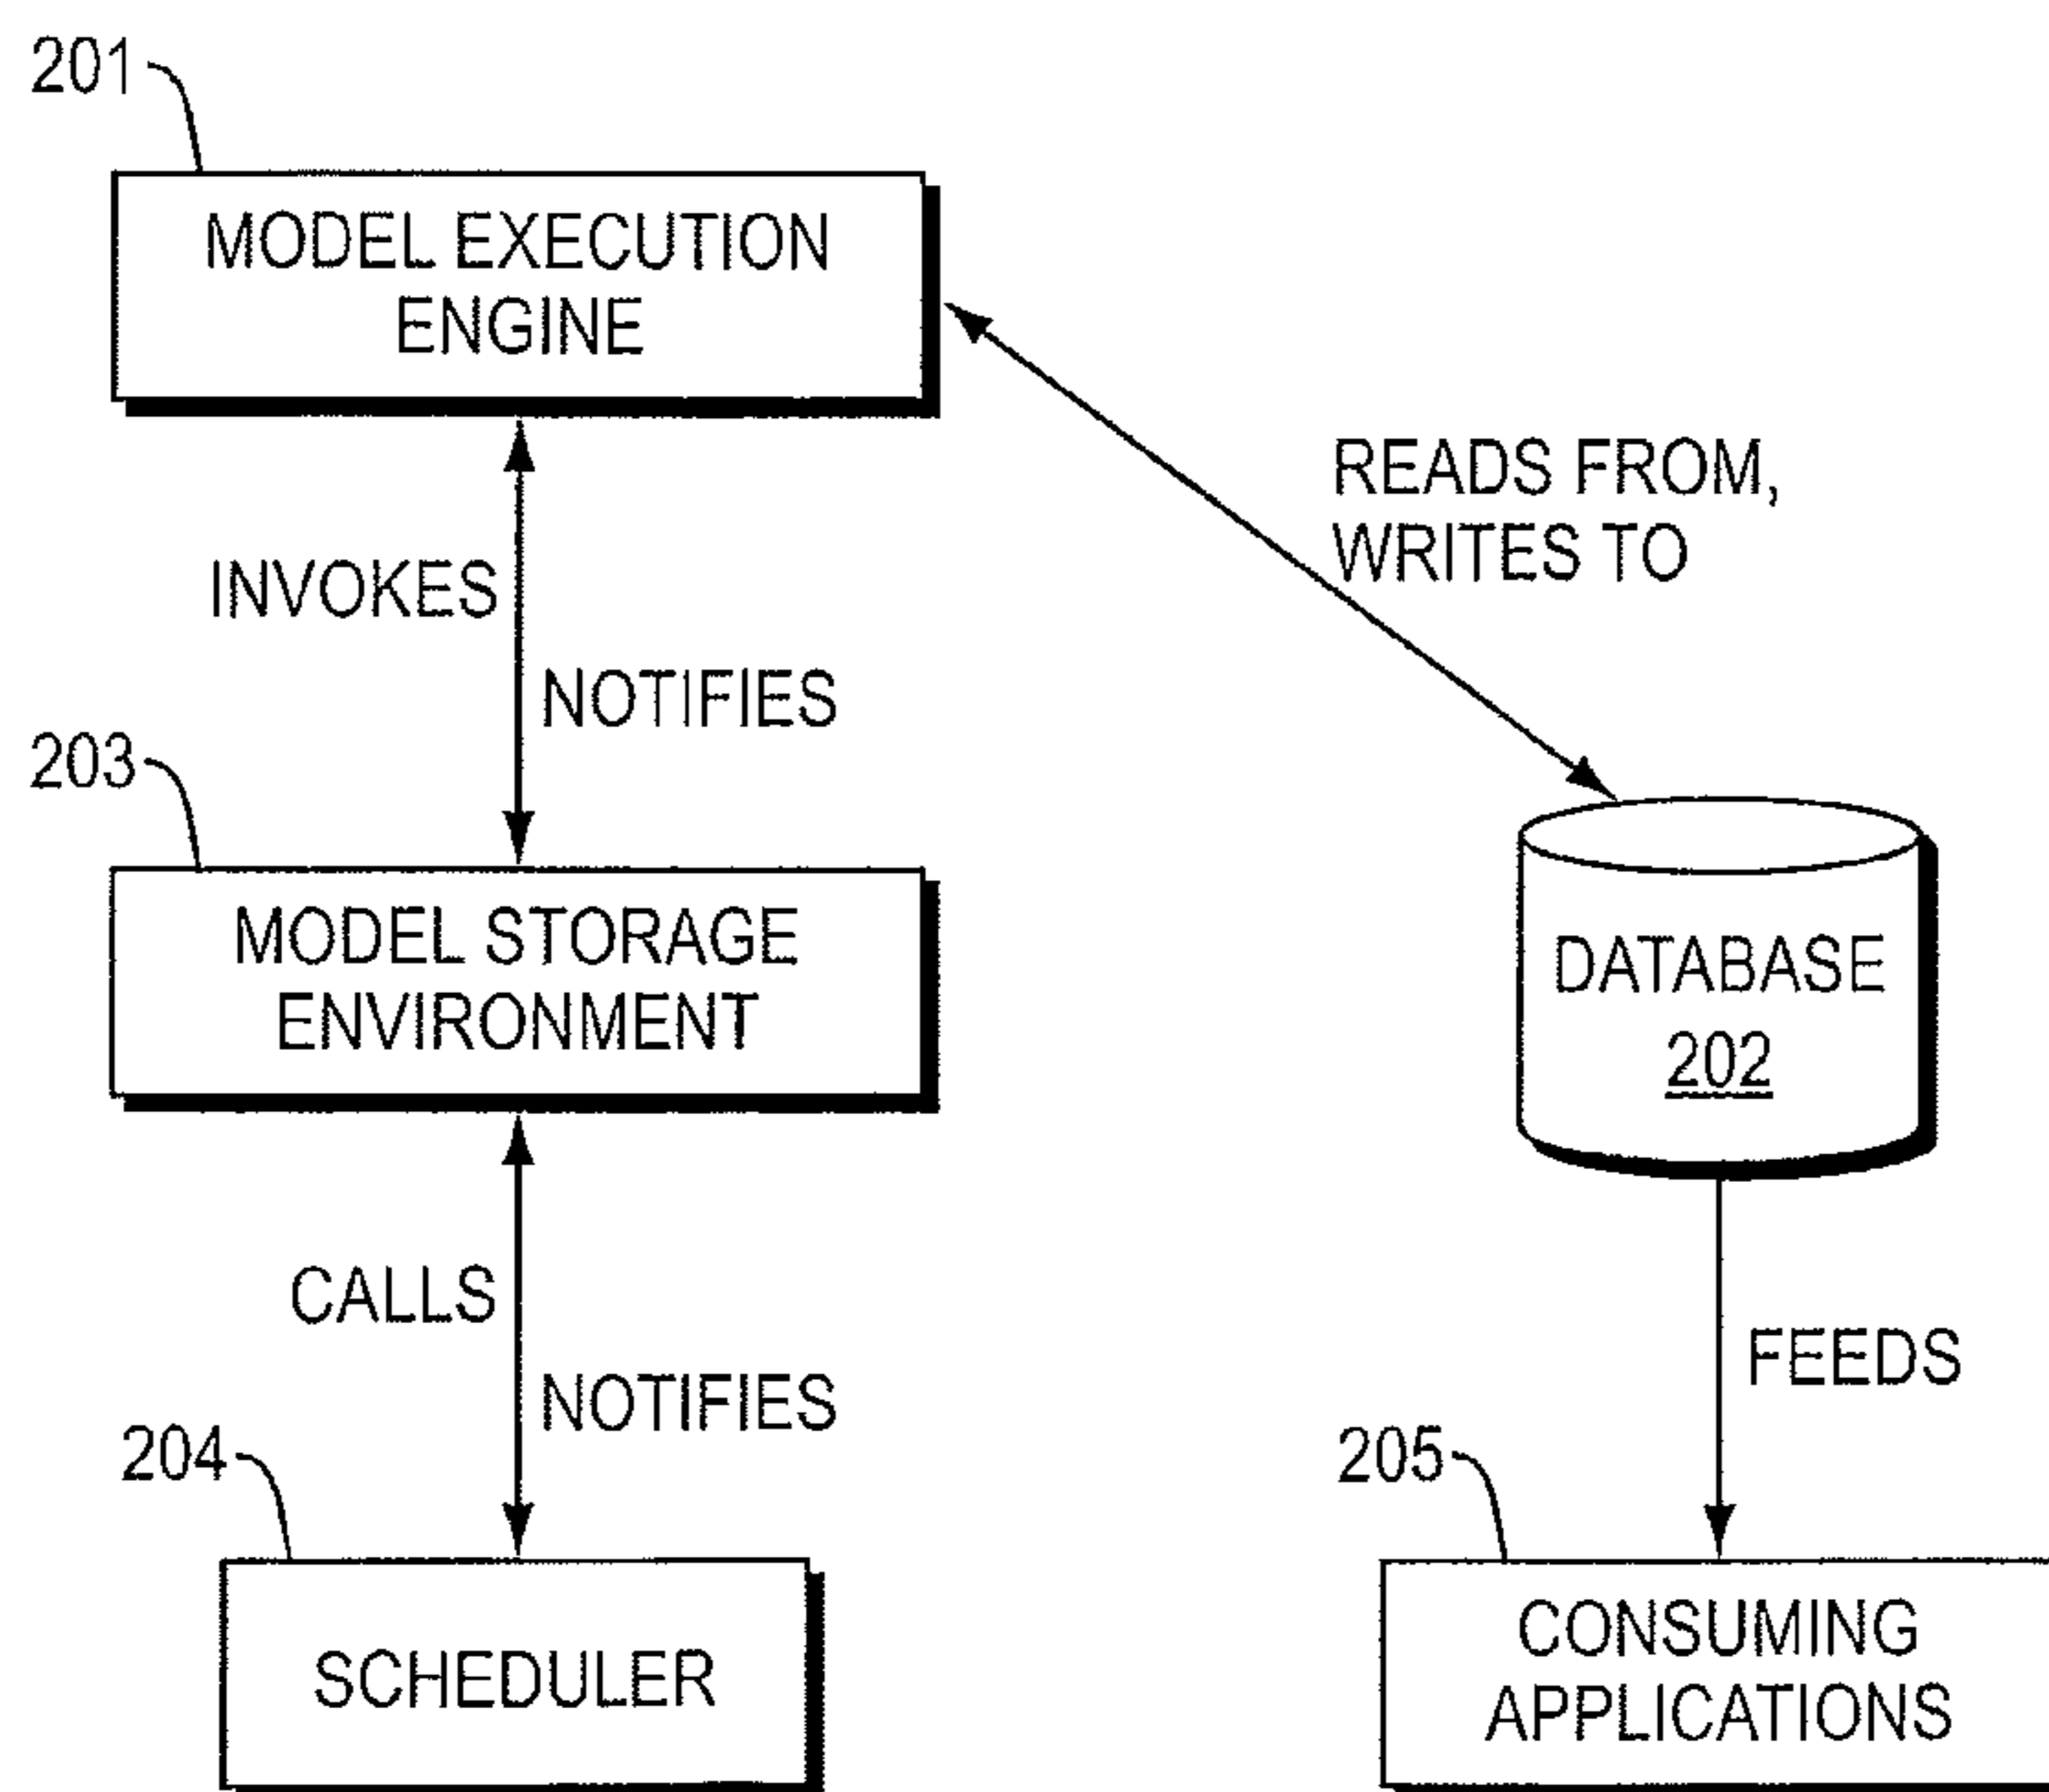 201
MODEL EXECUTION
ENGINE
READS FROM,
WRITES TO
INVOKES
NOTIFIES
203
MODEL STORAGE
ENVIRONMENT
DATABASE
202
CALLS
NOTIFIES
FEEDS
204
205
SCHEDULER
CONSUMING
APPLICATIONS